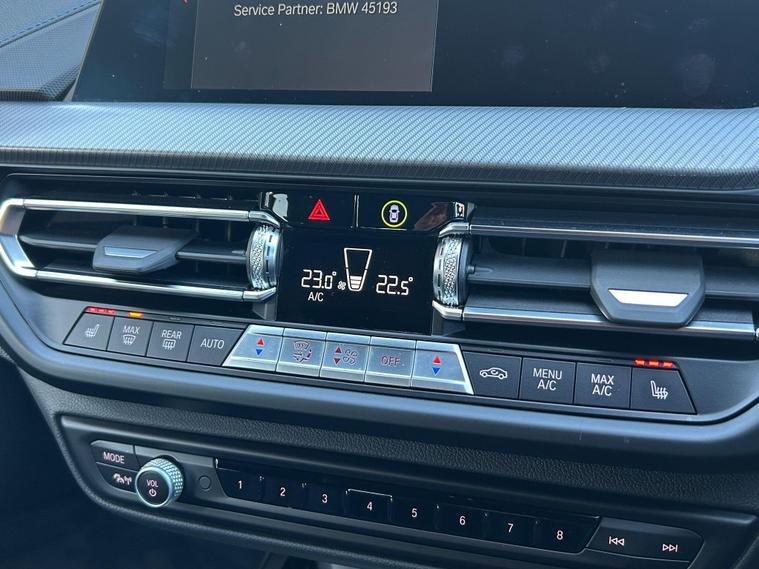 Service Partner: BMW 45193
23.0° 22.5°
A/C
MAX
REAR
AUTO
OFF
MENU
A/C
MAX
A/C
MODE
VOL
1 2 3 4 5 6 7 8